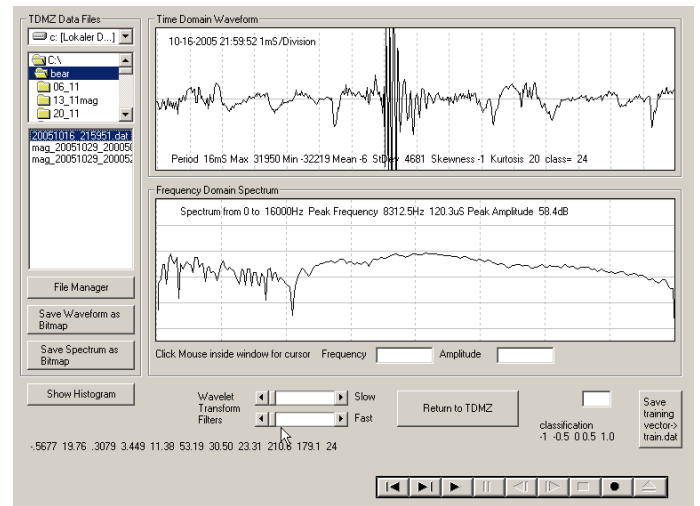 TDMZ Data Files
c: [Lokaler D...]
C:\
bear
06_11
13_11mag
20_11
20051016_215951.dat
mag_20051029_20005
mag_20051029_20005
File Manager
Save Waveform as
Bitmap
Save Spectrum as
Bitmap
Show Histogram
Time Domain Waveform
10-16-2005 21:59:52 1mS/Division
Period 16mS Max 31950 Min -32219 Mean -6 StDev 4681 Skewness -1 Kurtosis 20 class= 24
Frequency Domain Spectrum
Spectrum from 0 to 16000Hz Peak Frequency 8312.5Hz 120.3uS Peak Amplitude 58.4dB
Click Mouse inside window for cursor Frequency Amplitude
Wavelet
Transform
Filters
Slow
Fast
Return to TDMZ
classification
-1 -0.5 0 0.5 1.0
Save
training
vector->
train.dat
-.5677 19.76 .3079 3.449 11.38 53.19 30.50 23.31 210.6 179.1 24